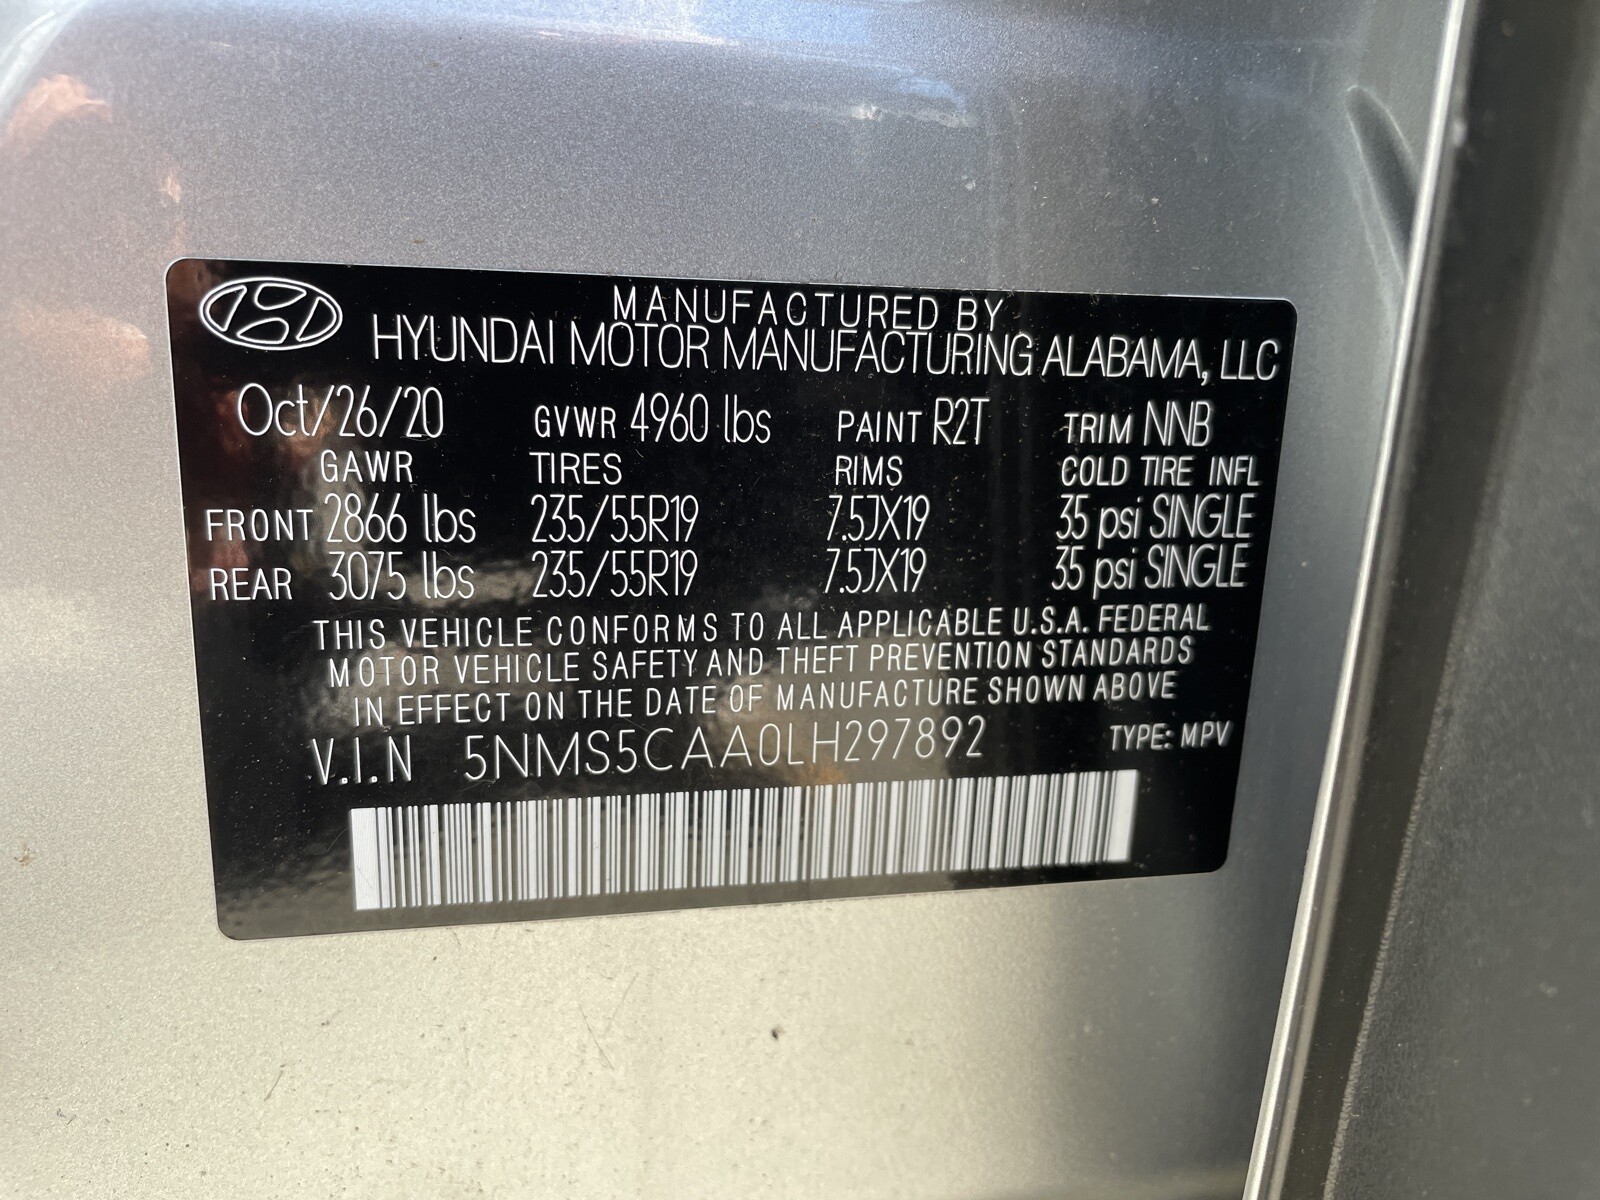 MANUFACTURED BY
HYUNDAI MOTOR MANUFACTURING ALABAMA, LLC
Oct/26/20 GVWR 4960 lbs PAINT R2T TRIM NNB
GAWR TIRES RIMS COLD TIRE INFL
FRONT 2866 lbs 235/55R19 7.5JX19 35 psi SINGLE
REAR 3075 lbs 235/55R19 7.5JX19 35 psi SINGLE
THIS VEHICLE CONFORMS TO ALL APPLICABLE U.S.A. FEDERAL
MOTOR VEHICLE SAFETY AND THEFT PREVENTION STANDARDS
IN EFFECT ON THE DATE OF MANUFACTURE SHOWN ABOVE
V.I.N 5NMS5CAA0LH297892 TYPE: MPV